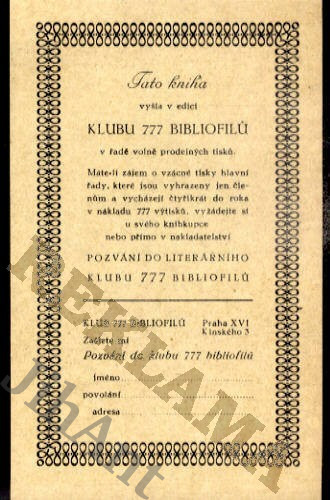 Tato kniha
vyšla v edici
KLUBU 777 BIBLIOFILŮ
v řadě volně prodejných tisků.
Máte-li zájem o vzácné tisky hlavní
řady, které jsou vyhrazeny jen čle-
nům a vycházejí čtyřikrát do roka
v nákladu 777 výtisků, vyžádejte si
u svého knihkupce
nebo přímo v nakladatelství
POZVÁNÍ DO LITERÁRNÍHO
KLUBU 777 BIBLIOFILŮ
KLUB 777 BIBLIOFILŮ Praha XVI
Kinského 3
Zašlete mi
Pozvání do klubu 777 bibliofilů
jméno
povolání
adresa
REKLAMA
JihAnt